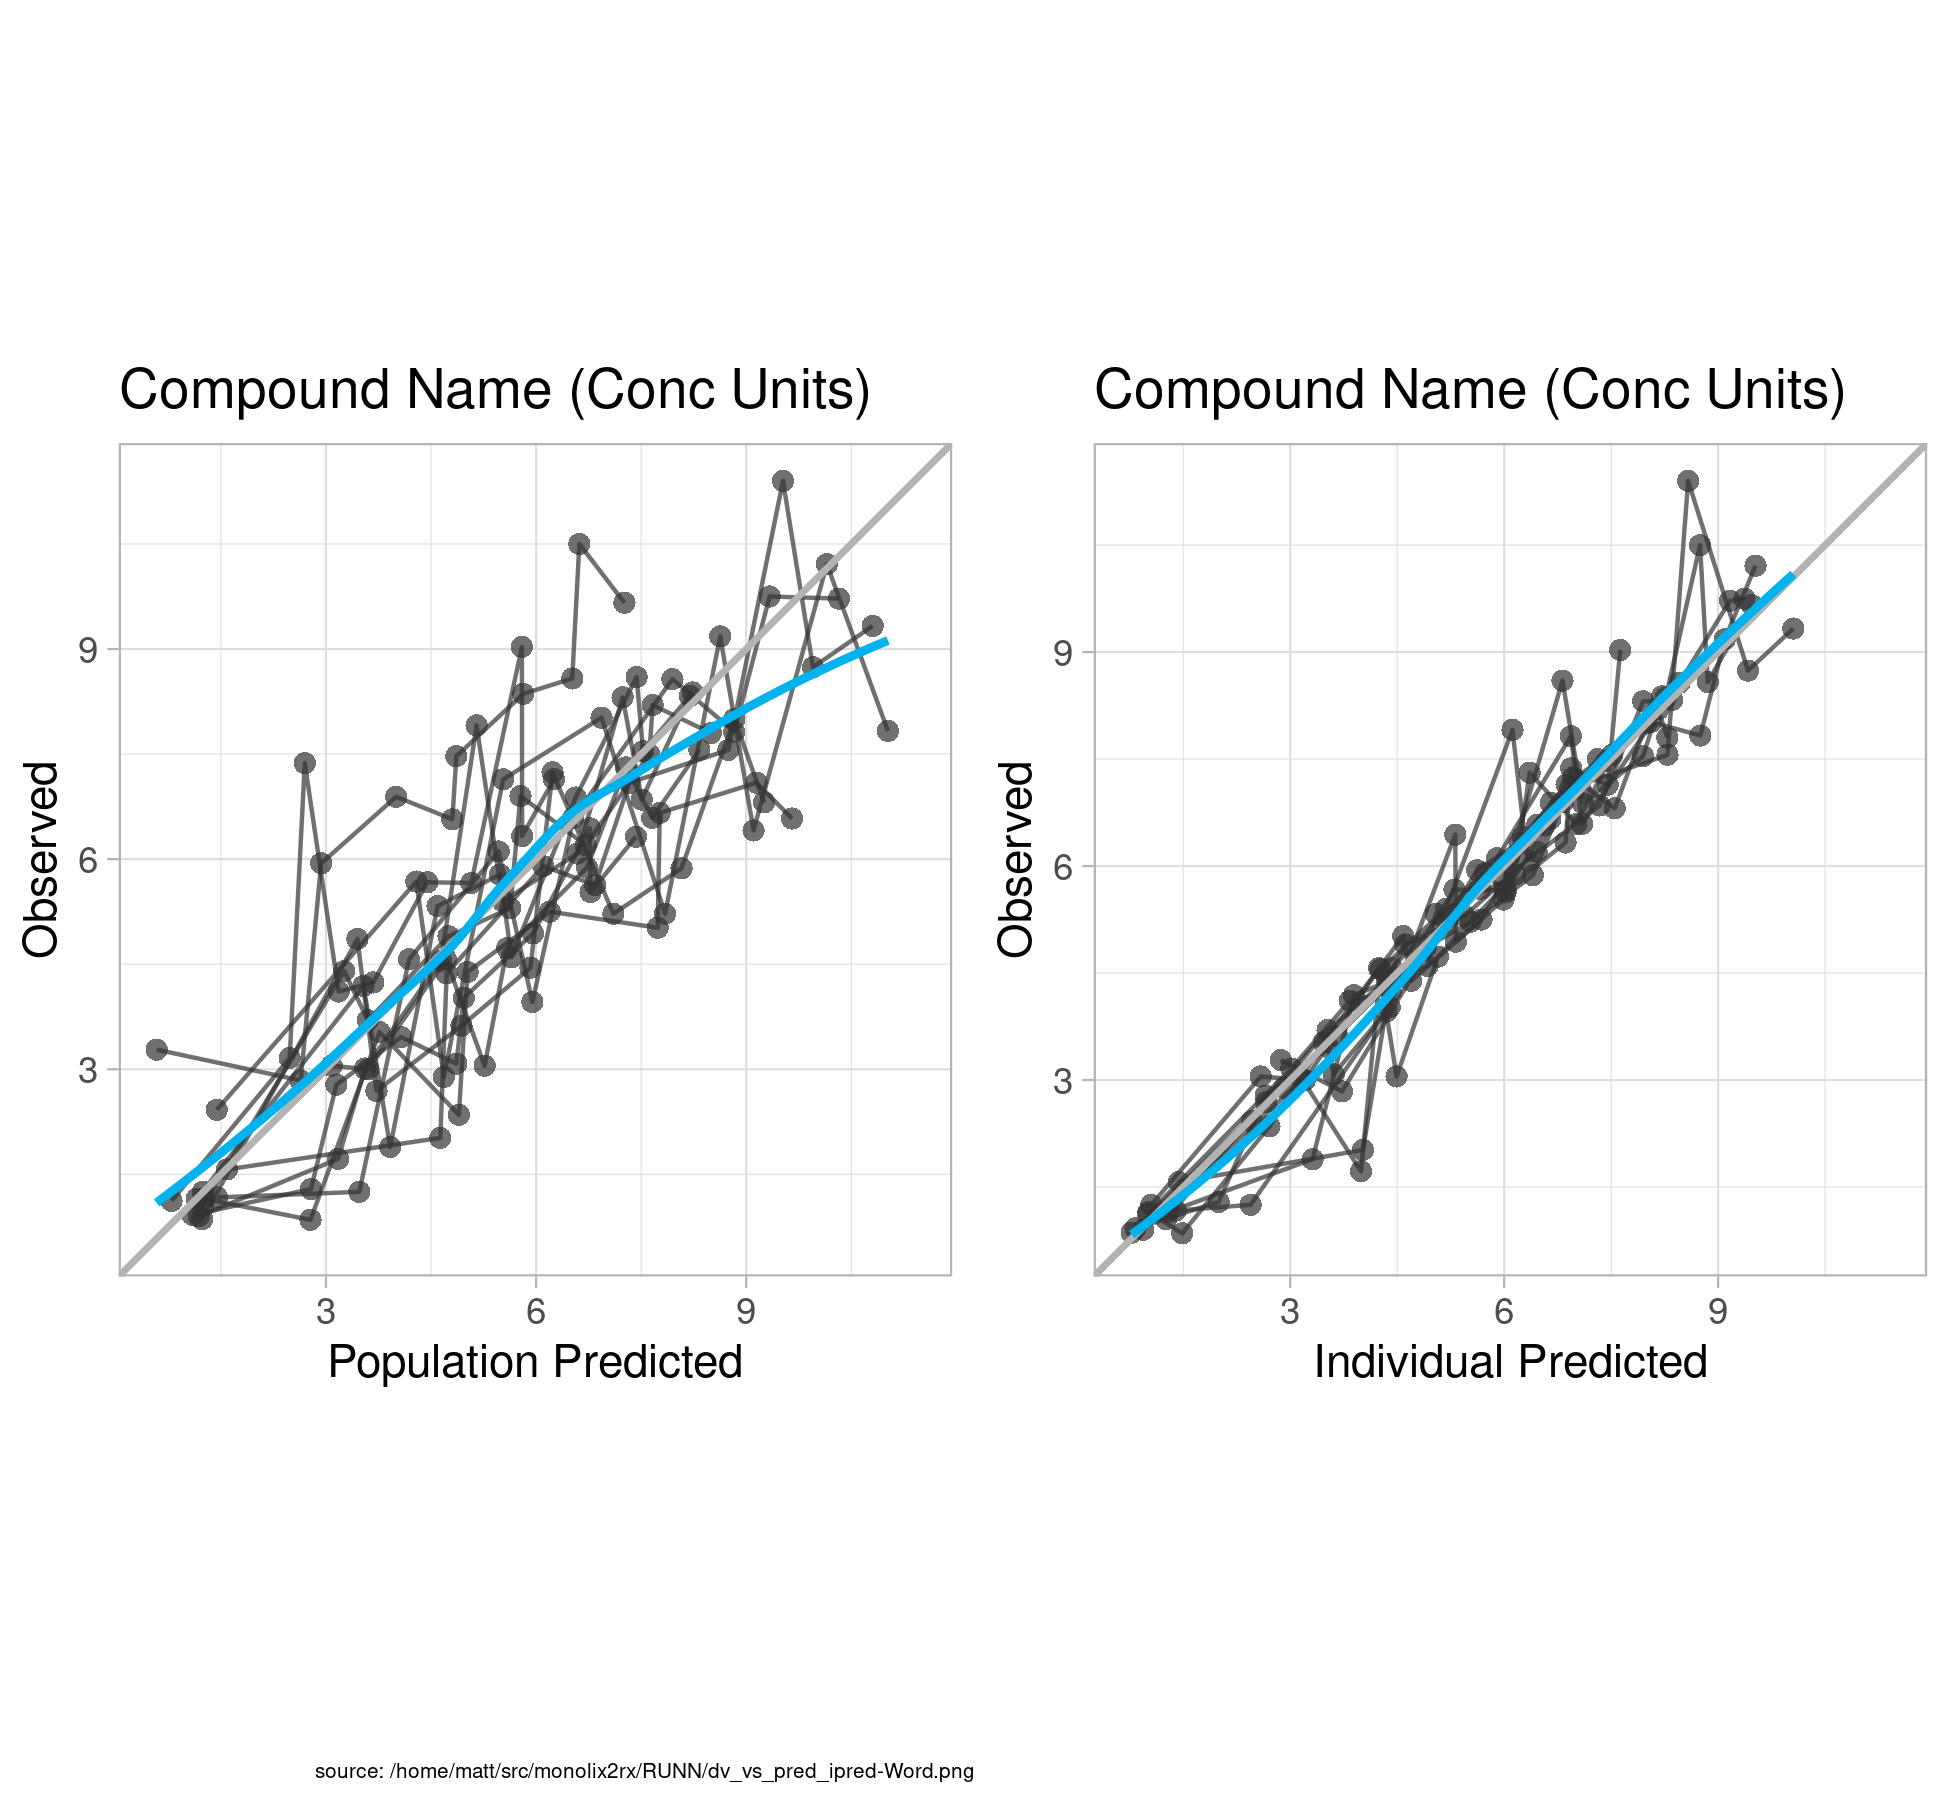 Compound Name (Conc Units)
Observed
9
6
3
3 6 9
Population Predicted
Compound Name (Conc Units)
Observed
9
6
3
3 6 9
Individual Predicted
source: /home/matt/src/monolix2rx/RUNN/dv_vs_pred_ipred-Word.png